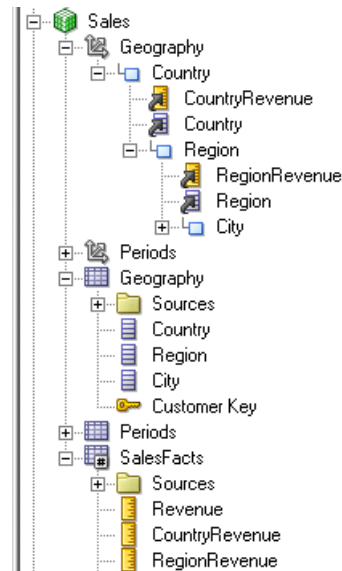 Sales
Geography
Country
CountryRevenue
Country
Region
RegionRevenue
Region
City
Periods
Geography
Sources
Country
Region
City
Customer Key
Periods
SalesFacts
Sources
Revenue
CountryRevenue
RegionRevenue